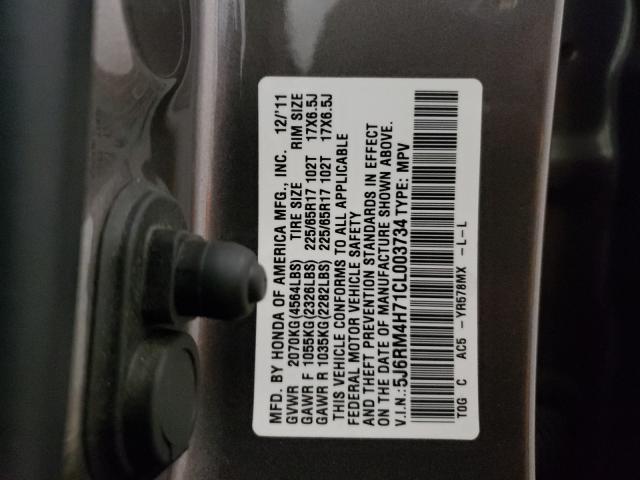 MFD. BY HONDA OF AMERICA MFG., INC. 12/'11
GVWR 2070KG(4564LBS) TIRE SIZE RIM SIZE
GAWR F 1055KG(2326LBS) 225/65R17 102T 17X6.5J
GAWR R 1035KG(2282LBS) 225/65R17 102T 17X6.5J
THIS VEHICLE CONFORMS TO ALL APPLICABLE
FEDERAL MOTOR VEHICLE SAFETY
AND THEFT PREVENTION STANDARDS IN EFFECT
ON THE DATE OF MANUFACTURE SHOWN ABOVE.
V.I.N.:5J6RM4H71CL003734 TYPE: MPV
T0G C AC5 -YR578MX -L-L